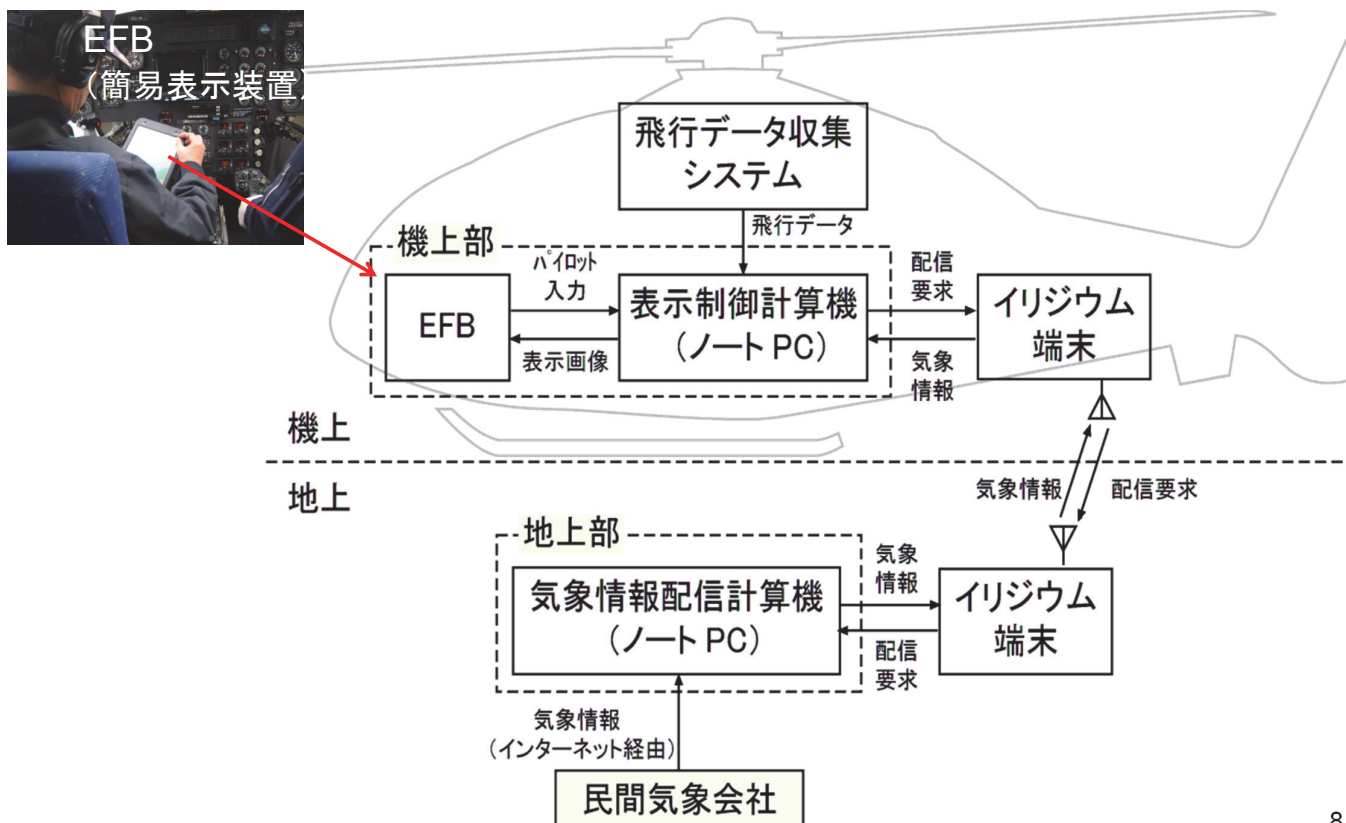 EFB
(簡易表示装置)
飛行データ収集
システム
飛行データ
機上部
パイロット
入力
配信
要求
EFB
表示制御計算機
(ノート PC)
イリジウム
端末
表示画像
気象
情報
機上
地上
気象情報
配信要求
地上部
気象
情報
気象情報配信計算機
(ノート PC)
イリジウム
端末
配信
要求
気象情報
(インターネット経由)
民間気象会社
8